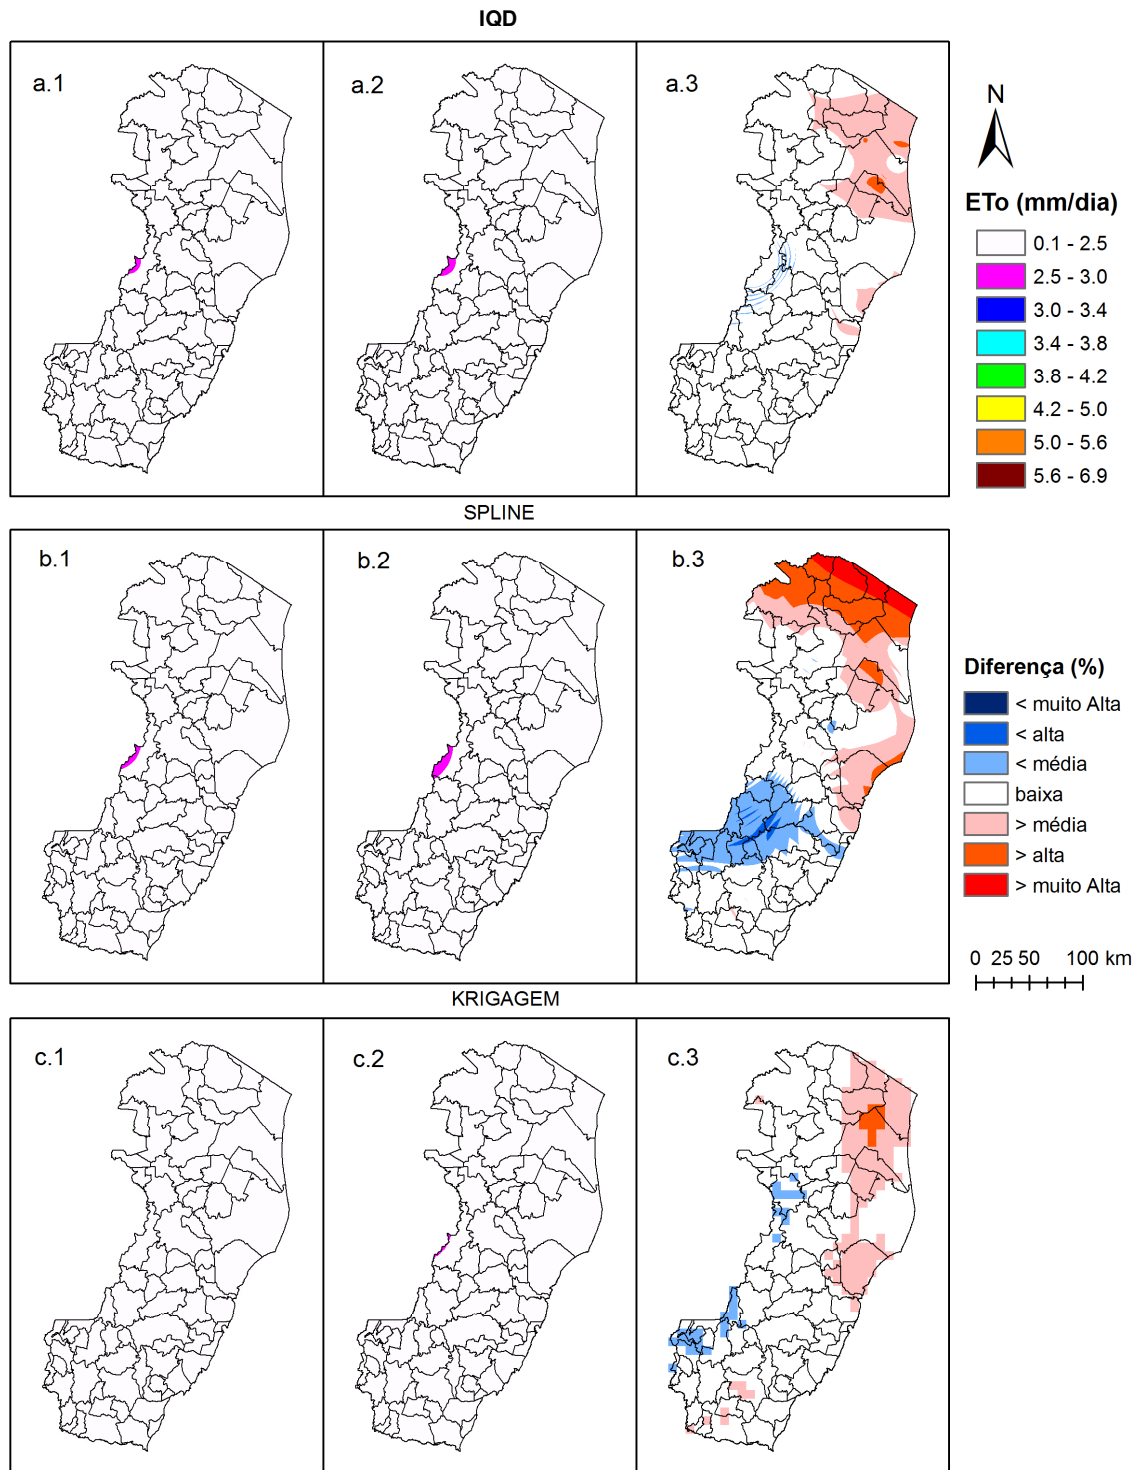 IQD
a.1
a.2
a.3
N
ETo (mm/dia)
0.1 - 2.5
2.5 - 3.0
3.0 - 3.4
3.4 - 3.8
3.8 - 4.2
4.2 - 5.0
5.0 - 5.6
5.6 - 6.9
SPLINE
b.1
b.2
b.3
Diferença (%)
< muito Alta
< alta
< média
baixa
> média
> alta
> muito Alta
0 25 50 100 km
KRIGAGEM
c.1
c.2
c.3